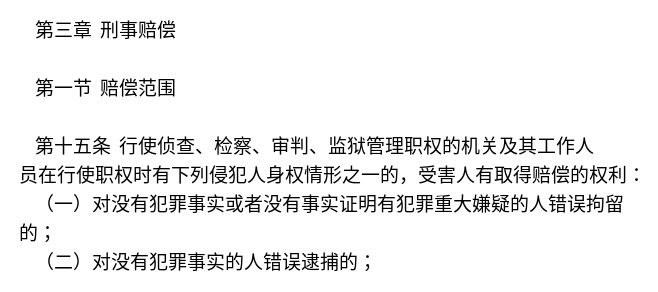 第三章 刑事赔偿
第一节 赔偿范围
第十五条 行使侦查、检察、审判、监狱管理职权的机关及其工作人
员在行使职权时有下列侵犯人身权情形之一的，受害人有取得赔偿的权利：
（一）对没有犯罪事实或者没有事实证明有犯罪重大嫌疑的人错误拘留
的；
（二）对没有犯罪事实的人错误逮捕的；